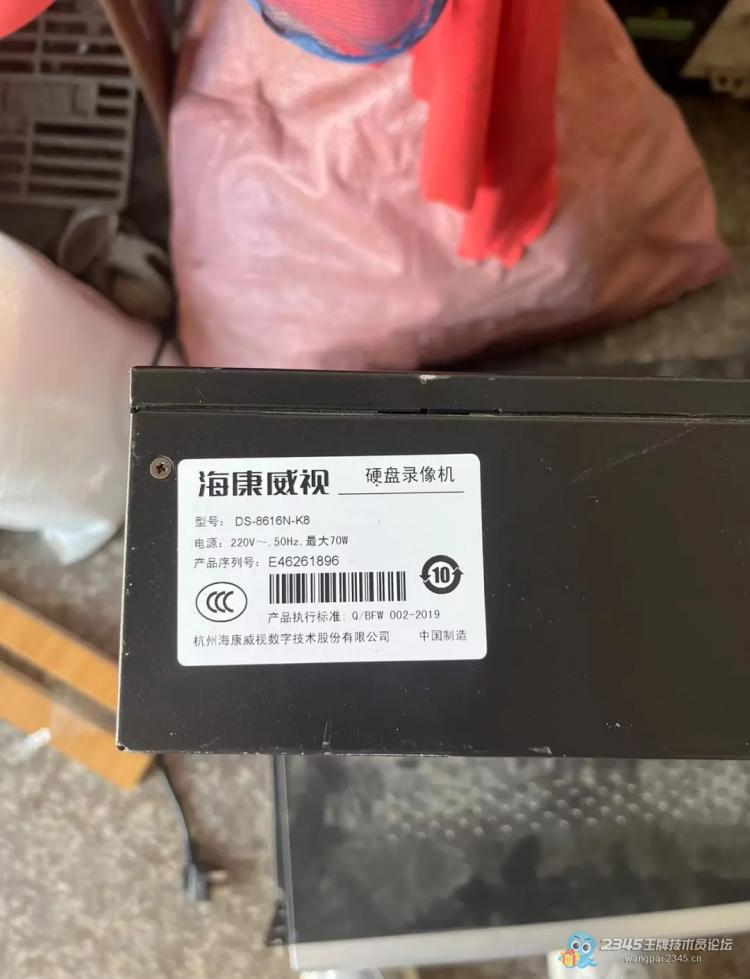 海康威视 硬盘录像机
型号: DS-8616N-K8
电源: 220V～,50Hz,最大70W
产品序列号: E46261896
CCC
10
产品执行标准: Q/BFW 002-2019
杭州海康威视数字技术股份有限公司 中国制造
2345王牌技术员论坛
wangpai.2345.cn